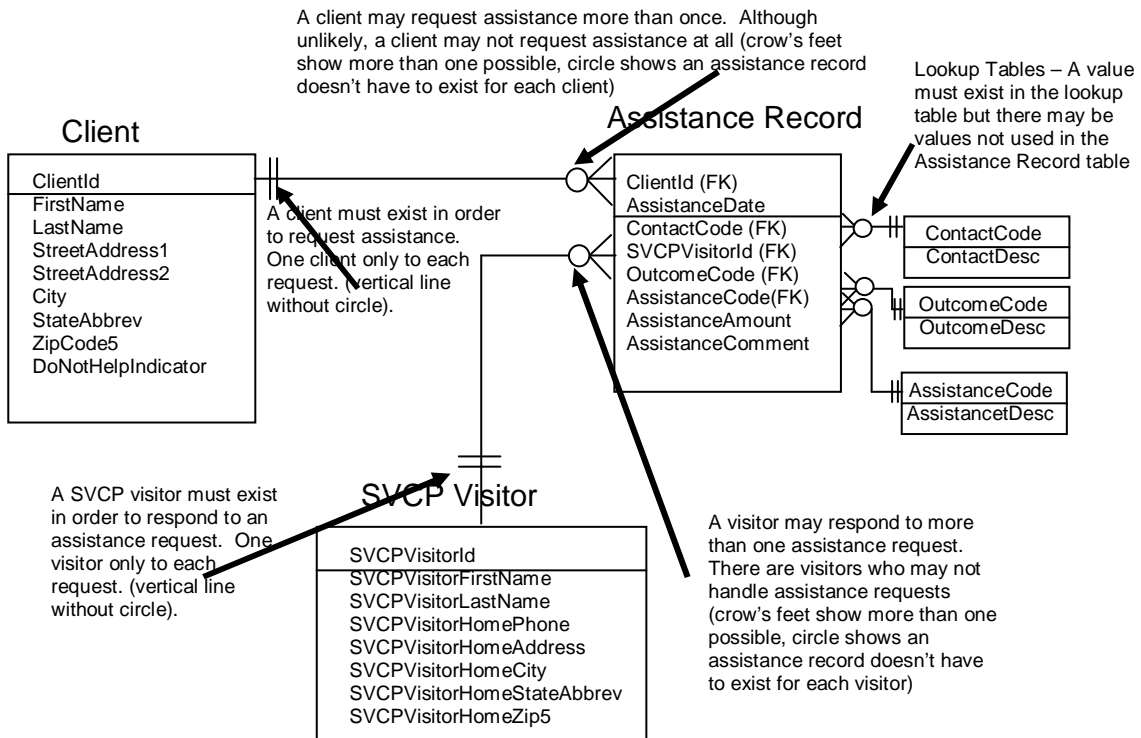 A client may request assistance more than once.  Although
unlikely, a client may not request assistance at all (crow's feet
show more than one possible, circle shows an assistance record
doesn't have to exist for each client)
Lookup Tables – A value
must exist in the lookup
table but there may be
values not used in the
Assistance Record table
Client
ClientId
FirstName
LastName
StreetAddress1
StreetAddress2
City
StateAbbrev
ZipCode5
DoNotHelpIndicator
A client must exist in order
to request assistance.
One client only to each
request. (vertical line
without circle).
Assistance Record
ClientId (FK)
AssistanceDate
ContactCode (FK)
SVCPVisitorId (FK)
OutcomeCode (FK)
AssistanceCode(FK)
AssistanceAmount
AssistanceComment
ContactCode
ContactDesc
OutcomeCode
OutcomeDesc
AssistanceCode
AssistancetDesc
A SVCP visitor must exist
in order to respond to an
assistance request.  One
visitor only to each
request. (vertical line
without circle).
SVCP Visitor
SVCPVisitorId
SVCPVisitorFirstName
SVCPVisitorLastName
SVCPVisitorHomePhone
SVCPVisitorHomeAddress
SVCPVisitorHomeCity
SVCPVisitorHomeStateAbbrev
SVCPVisitorHomeZip5
A visitor may respond to more
than one assistance request.
There are visitors who may not
handle assistance requests
(crow's feet show more than one
possible, circle shows an
assistance record doesn't have
to exist for each visitor)